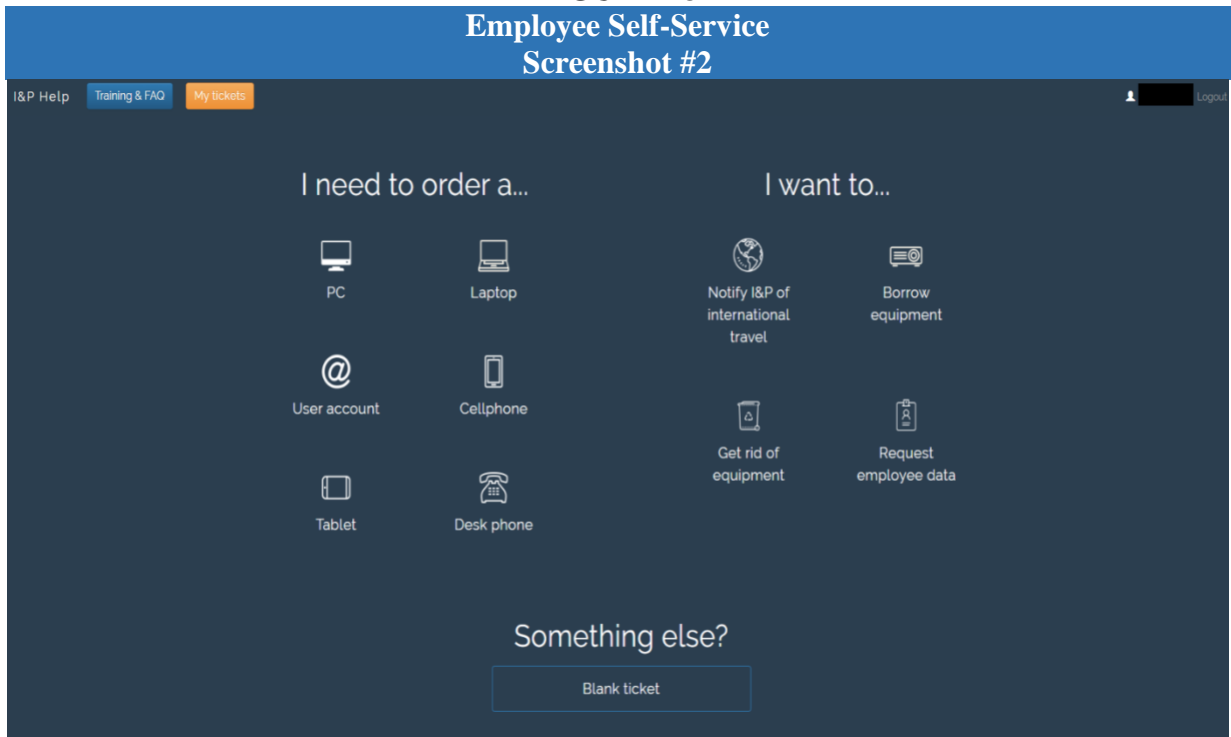 Employee Self-Service
Screenshot #2
I&P Help Training & FAQ My tickets Logout
I need to order a...
PC Laptop
User account Cellphone
Tablet Desk phone
I want to...
Notify I&P of
international
travel
Borrow
equipment
Get rid of
equipment
Request
employee data
Something else?
Blank ticket